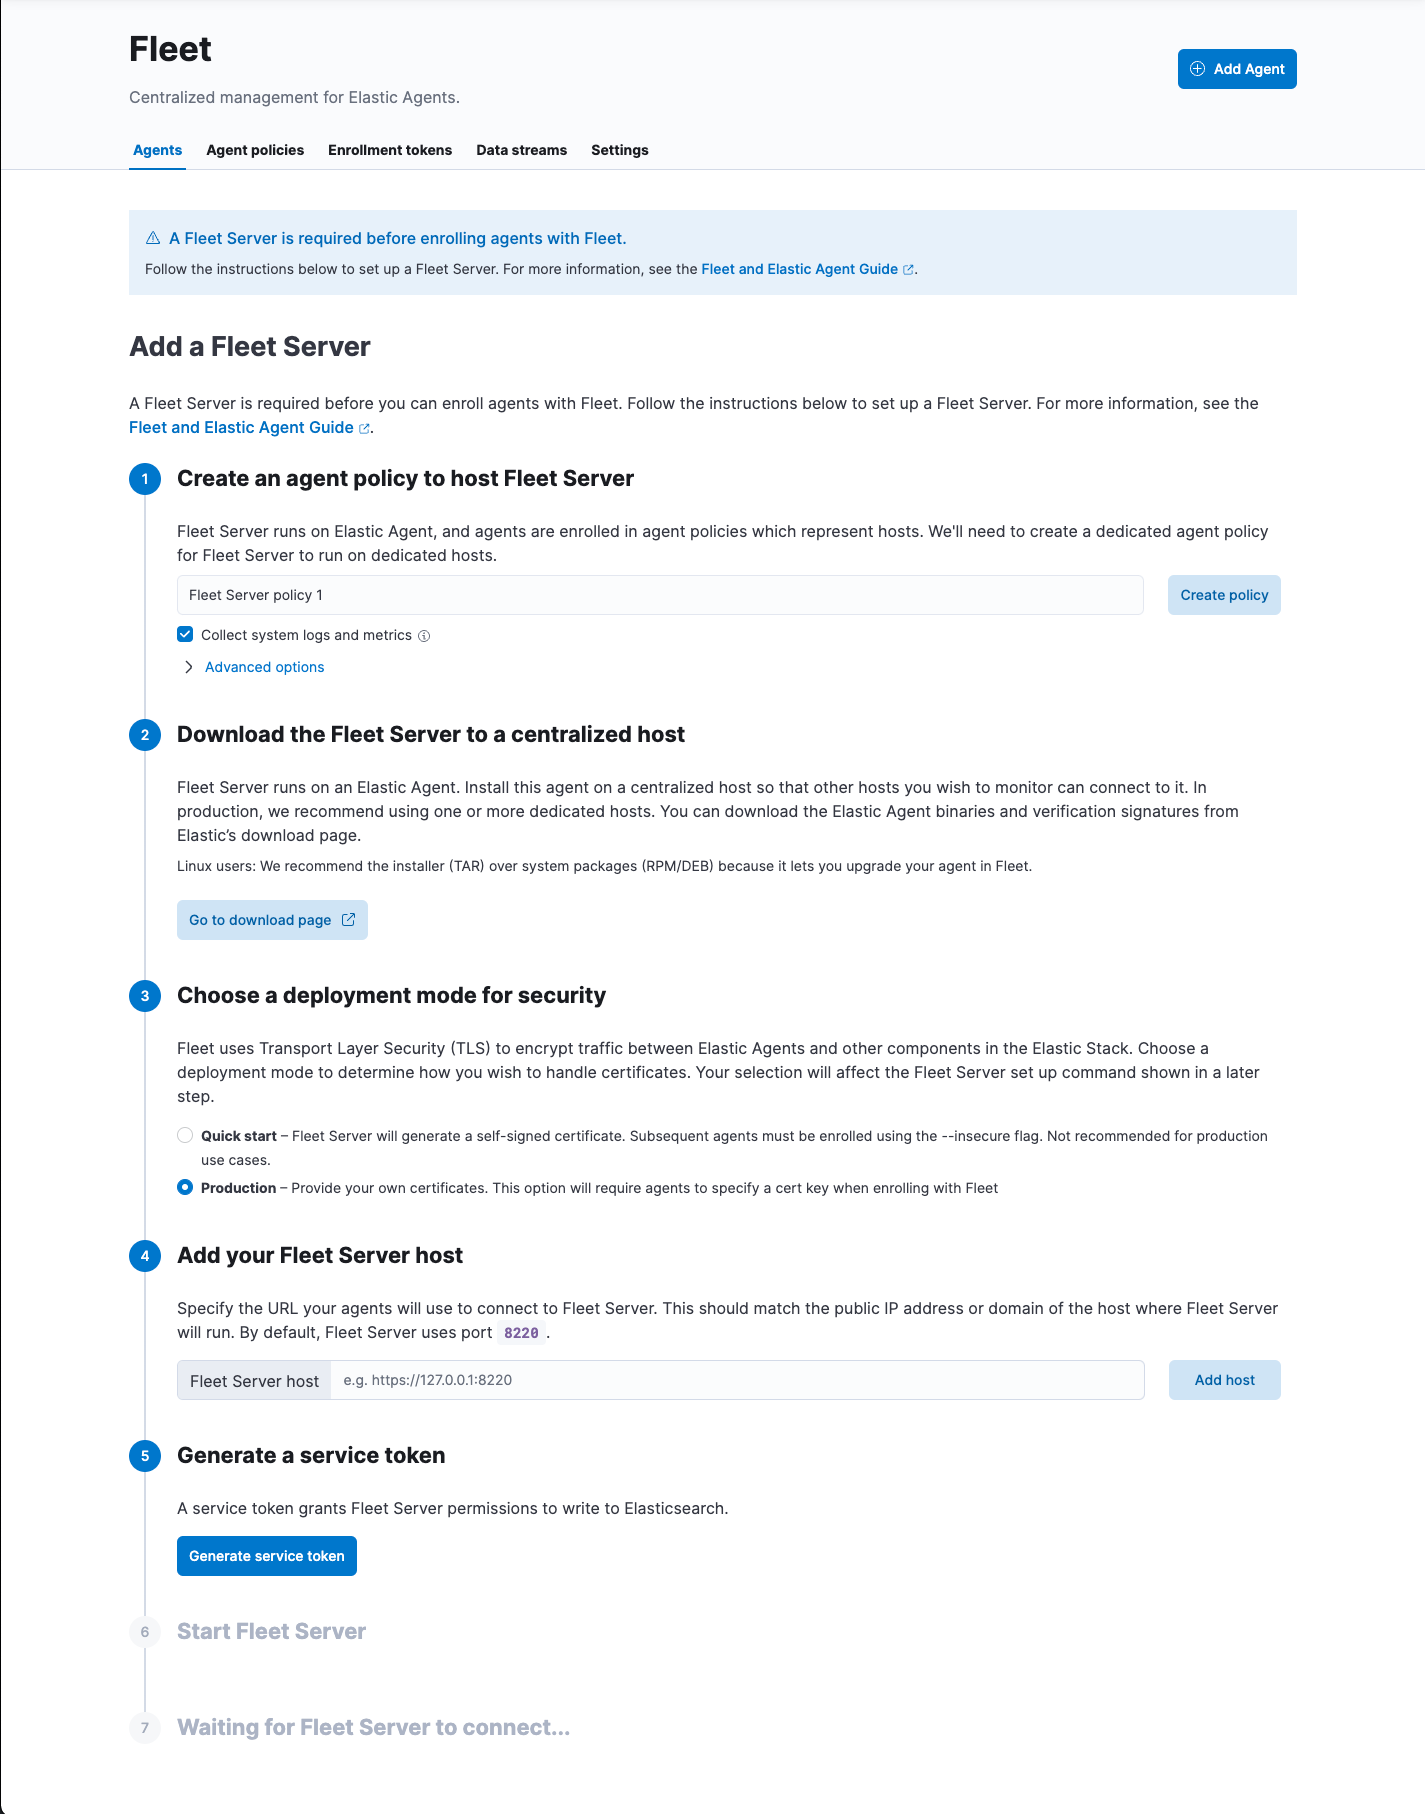 Fleet
Add Agent
Centralized management for Elastic Agents.
Agents Agent policies Enrollment tokens Data streams Settings
A Fleet Server is required before enrolling agents with Fleet.
Follow the instructions below to set up a Fleet Server. For more information, see the Fleet and Elastic Agent Guide.
Add a Fleet Server
A Fleet Server is required before you can enroll agents with Fleet. Follow the instructions below to set up a Fleet Server. For more information, see the
Fleet and Elastic Agent Guide.
1 Create an agent policy to host Fleet Server
Fleet Server runs on Elastic Agent, and agents are enrolled in agent policies which represent hosts. We'll need to create a dedicated agent policy
for Fleet Server to run on dedicated hosts.
Fleet Server policy 1 Create policy
Collect system logs and metrics
Advanced options
2 Download the Fleet Server to a centralized host
Fleet Server runs on an Elastic Agent. Install this agent on a centralized host so that other hosts you wish to monitor can connect to it. In
production, we recommend using one or more dedicated hosts. You can download the Elastic Agent binaries and verification signatures from
Elastic’s download page.
Linux users: We recommend the installer (TAR) over system packages (RPM/DEB) because it lets you upgrade your agent in Fleet.
Go to download page
3 Choose a deployment mode for security
Fleet uses Transport Layer Security (TLS) to encrypt traffic between Elastic Agents and other components in the Elastic Stack. Choose a
deployment mode to determine how you wish to handle certificates. Your selection will affect the Fleet Server set up command shown in a later
step.
Quick start – Fleet Server will generate a self-signed certificate. Subsequent agents must be enrolled using the --insecure flag. Not recommended for production
use cases.
Production – Provide your own certificates. This option will require agents to specify a cert key when enrolling with Fleet
4 Add your Fleet Server host
Specify the URL your agents will use to connect to Fleet Server. This should match the public IP address or domain of the host where Fleet Server
will run. By default, Fleet Server uses port 8220 .
Fleet Server host e.g. https://127.0.0.1:8220 Add host
5 Generate a service token
A service token grants Fleet Server permissions to write to Elasticsearch.
Generate service token
6 Start Fleet Server
7 Waiting for Fleet Server to connect...